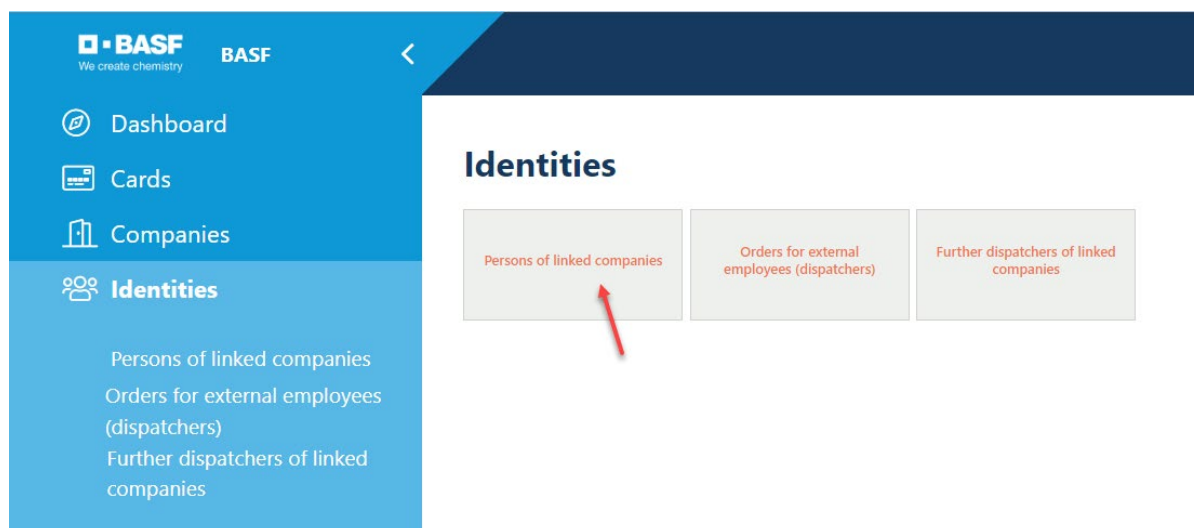 BASF
We create chemistry
BASF
Dashboard
Cards
Companies
Identities
Persons of linked companies
Orders for external employees
(dispatchers)
Further dispatchers of linked
companies
Identities
Persons of linked companies
Orders for external
employees (dispatchers)
Further dispatchers of linked
companies